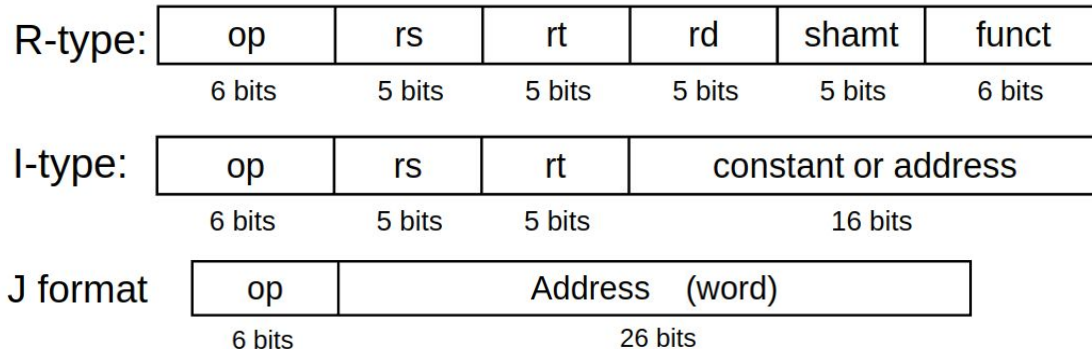 R-type: op rs rt rd shamt funct
6 bits 5 bits 5 bits 5 bits 5 bits 6 bits
I-type: op rs rt constant or address
6 bits 5 bits 5 bits 16 bits
J format op Address (word)
6 bits 26 bits